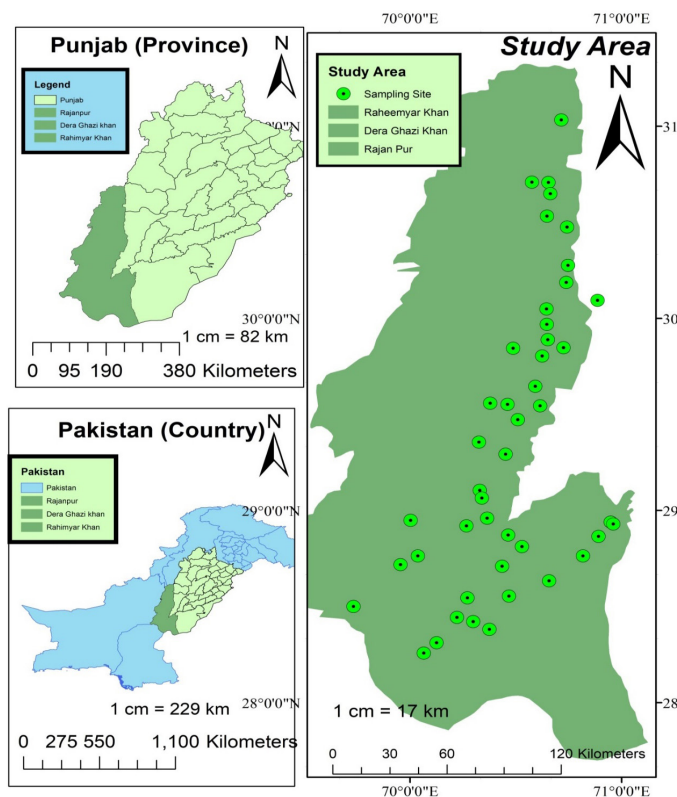 Punjab (Province)
N
Legend
Punjab
Rajanpur
Dera Ghazi khan
Rahimyar Khan
30°0'0"N
1 cm = 82 km
0 95 190 380 Kilometers
Pakistan (Country)
N
Pakistan
Pakistan
Rajanpur
Dera Ghazi khan
Rahimyar Khan
29°0'0"N
28°0'0"N
1 cm = 229 km
0 275 550 1,100 Kilometers
70°0'0"E 71°0'0"E
Study Area
N
Study Area
Sampling Site
Raheemyar Khan
Dera Ghazi Khan
Rajan Pur
31
30
29
28
1 cm = 17 km
0 30 60 120 Kilometers
70°0'0"E 71°0'0"E